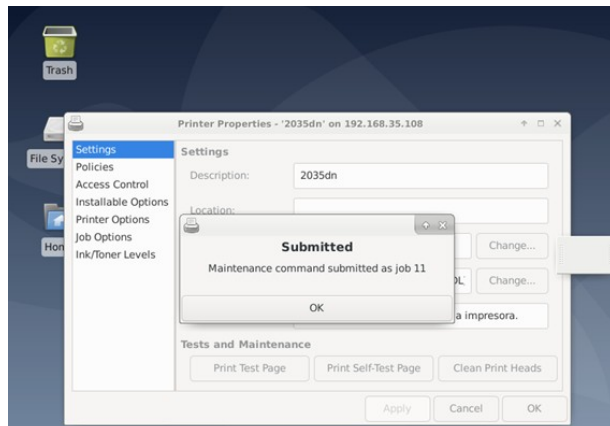 Trash
File Sy
Hon
Printer Properties - '2035dn' on 192.168.35.108
Settings
Policies
Access Control
Installable Options
Printer Options
Job Options
Ink/Toner Levels
Settings
Description: 2035dn
Location:
Change...
Change...
a impresora.
Submitted
Maintenance command submitted as job 11
OK
Tests and Maintenance
Print Test Page Print Self-Test Page Clean Print Heads
Apply Cancel OK